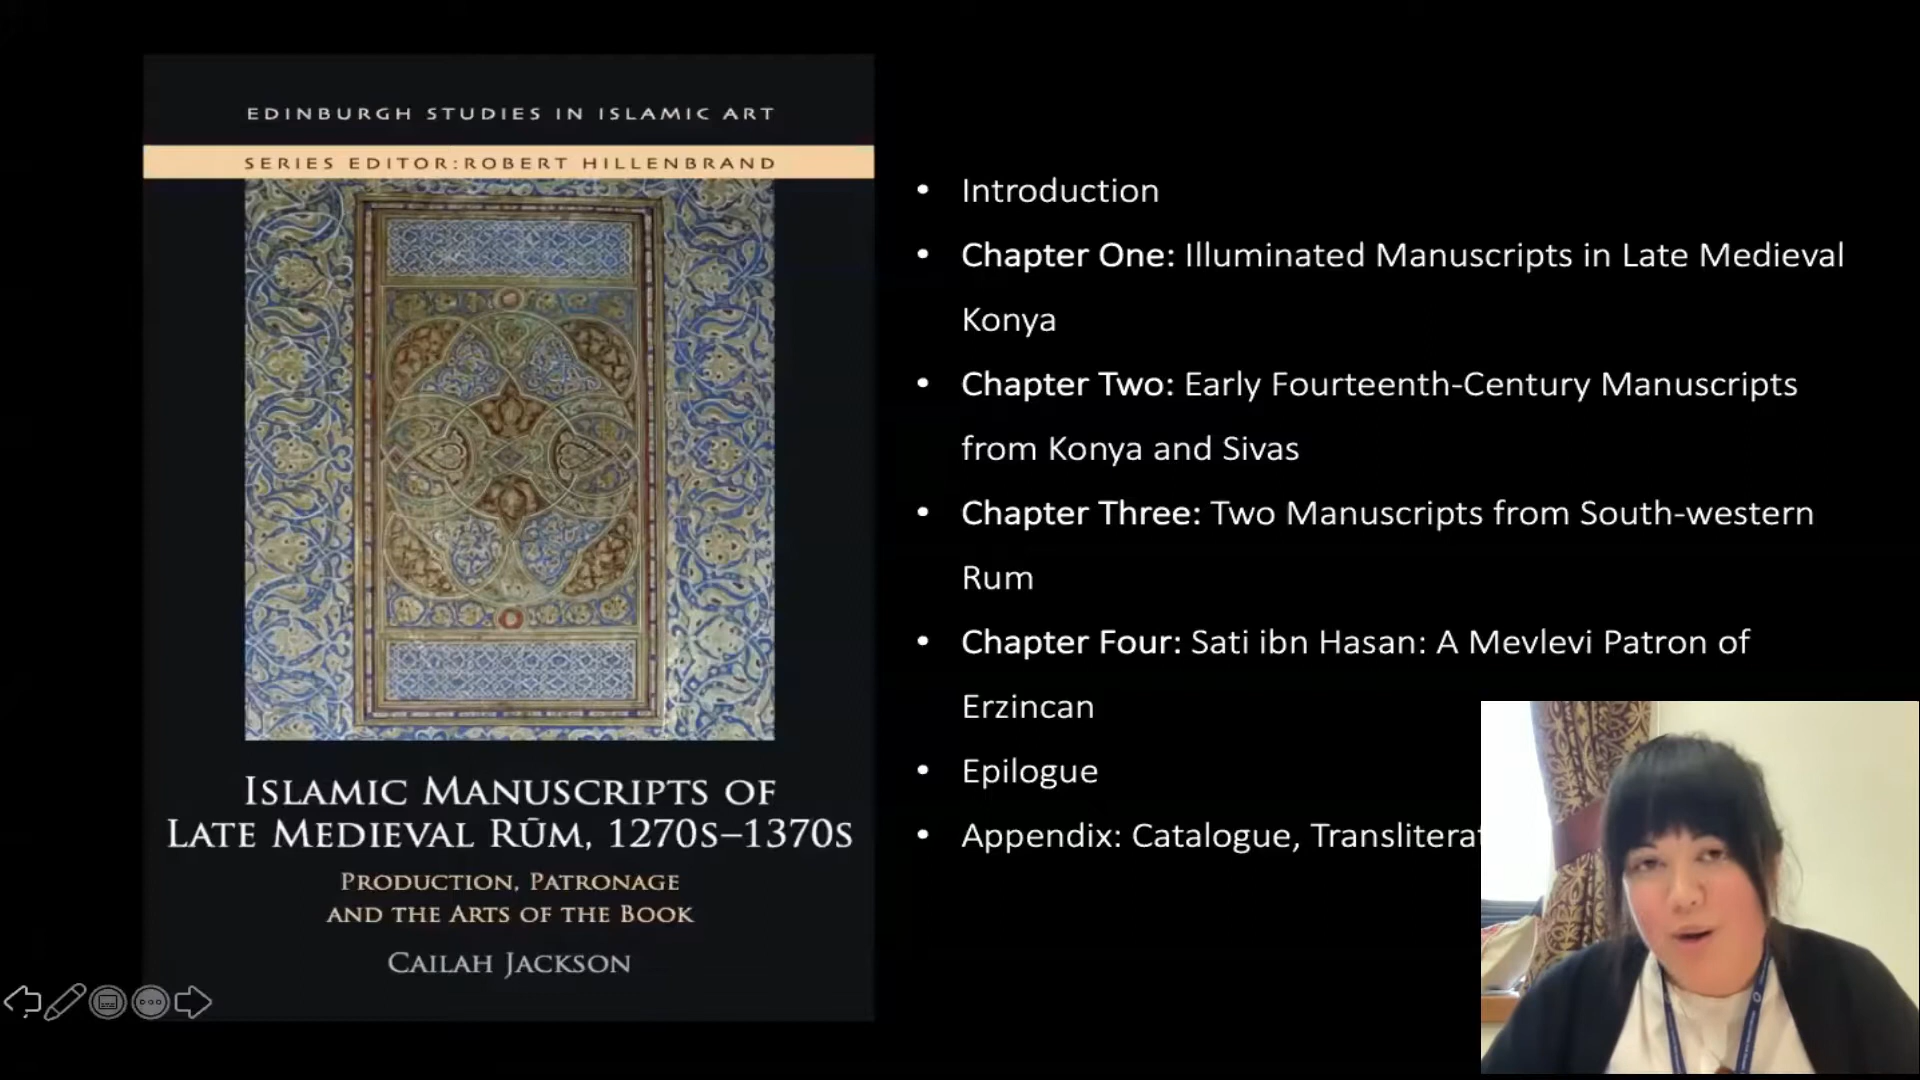 EDINBURGH STUDIES IN ISLAMIC ART
SERIES EDITOR: ROBERT HILLENBRAND
ISLAMIC MANUSCRIPTS OF
LATE MEDIEVAL RŪM, 1270S–1370S
PRODUCTION, PATRONAGE
AND THE ARTS OF THE BOOK
CAILAH JACKSON
• Introduction
• Chapter One: Illuminated Manuscripts in Late Medieval
Konya
• Chapter Two: Early Fourteenth-Century Manuscripts
from Konya and Sivas
• Chapter Three: Two Manuscripts from South-western
Rum
• Chapter Four: Sati ibn Hasan: A Mevlevi Patron of
Erzincan
• Epilogue
• Appendix: Catalogue,